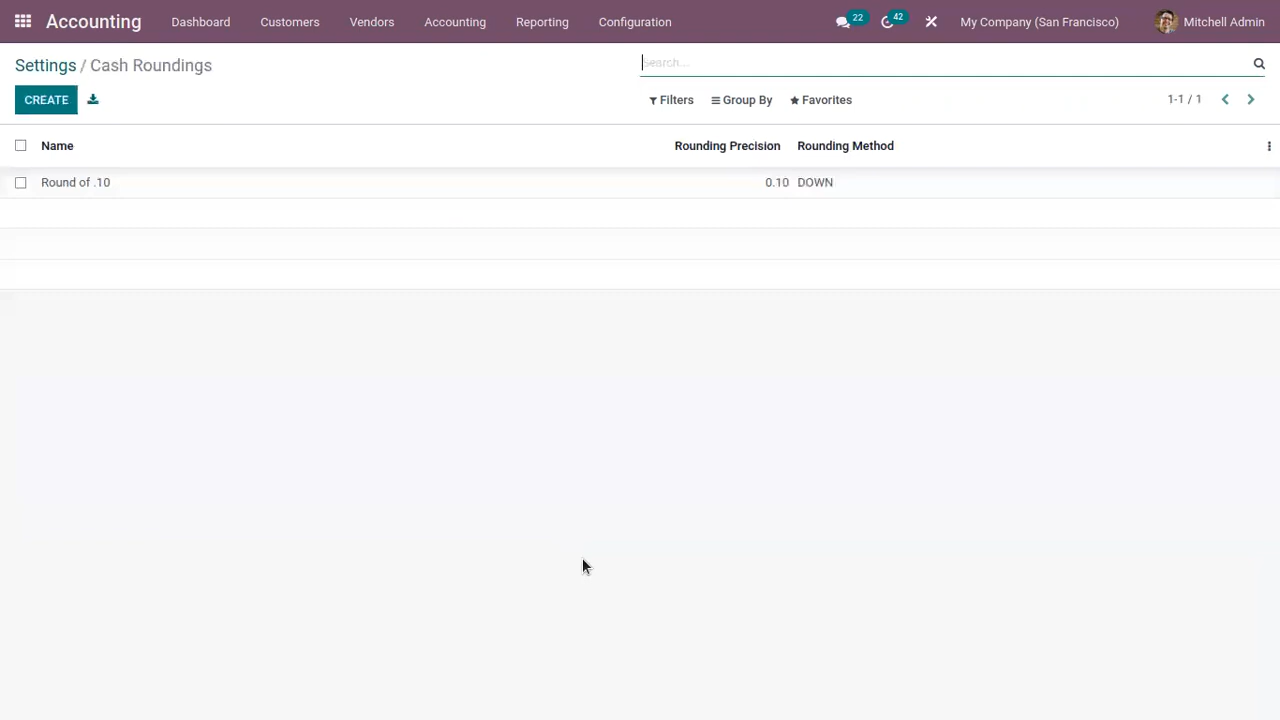 Accounting Dashboard Customers Vendors Accounting Reporting Configuration 22 42 My Company (San Francisco) Mitchell Admin
Settings / Cash Roundings Search...
CREATE Filters Group By Favorites 1-1 / 1
Name Rounding Precision Rounding Method
Round of .10 0.10 DOWN